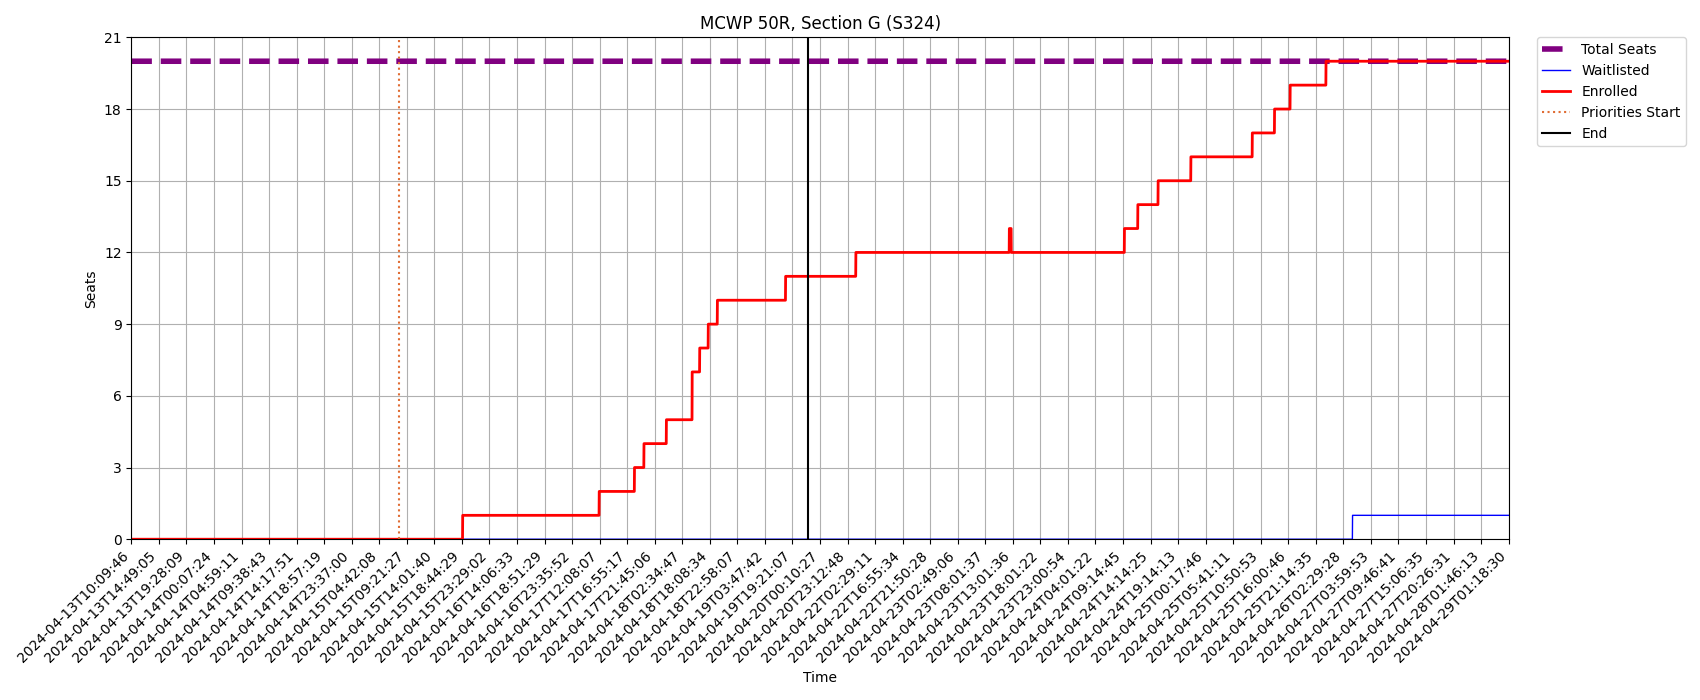 MCWP 50R, Section G (S324)
21
18
15
12
9
6
3
0
Seats
2024-04-13T10:09:46
2024-04-13T14:49:05
2024-04-13T19:28:09
2024-04-14T00:07:24
2024-04-14T04:59:11
2024-04-14T09:38:43
2024-04-14T14:17:51
2024-04-14T18:57:19
2024-04-14T23:37:00
2024-04-15T04:42:08
2024-04-15T09:21:27
2024-04-15T14:01:40
2024-04-15T18:44:29
2024-04-15T23:29:02
2024-04-16T14:06:33
2024-04-16T18:51:29
2024-04-16T23:35:52
2024-04-17T12:08:07
2024-04-17T16:55:17
2024-04-17T21:45:06
2024-04-18T02:34:47
2024-04-18T18:08:34
2024-04-18T22:58:07
2024-04-19T03:47:42
2024-04-19T19:21:07
2024-04-20T00:10:27
2024-04-20T23:12:48
2024-04-22T02:29:11
2024-04-22T16:55:34
2024-04-22T21:50:28
2024-04-23T02:49:06
2024-04-23T08:01:37
2024-04-23T13:01:36
2024-04-23T18:01:22
2024-04-23T23:00:54
2024-04-24T04:01:22
2024-04-24T09:14:45
2024-04-24T14:14:25
2024-04-24T19:14:13
2024-04-25T00:17:46
2024-04-25T05:41:11
2024-04-25T10:50:53
2024-04-25T16:00:46
2024-04-25T21:14:35
2024-04-26T02:29:28
2024-04-27T03:59:53
2024-04-27T09:46:41
2024-04-27T15:06:35
2024-04-27T20:26:31
2024-04-28T01:46:13
2024-04-29T01:18:30
Time
Total Seats
Waitlisted
Enrolled
Priorities Start
End